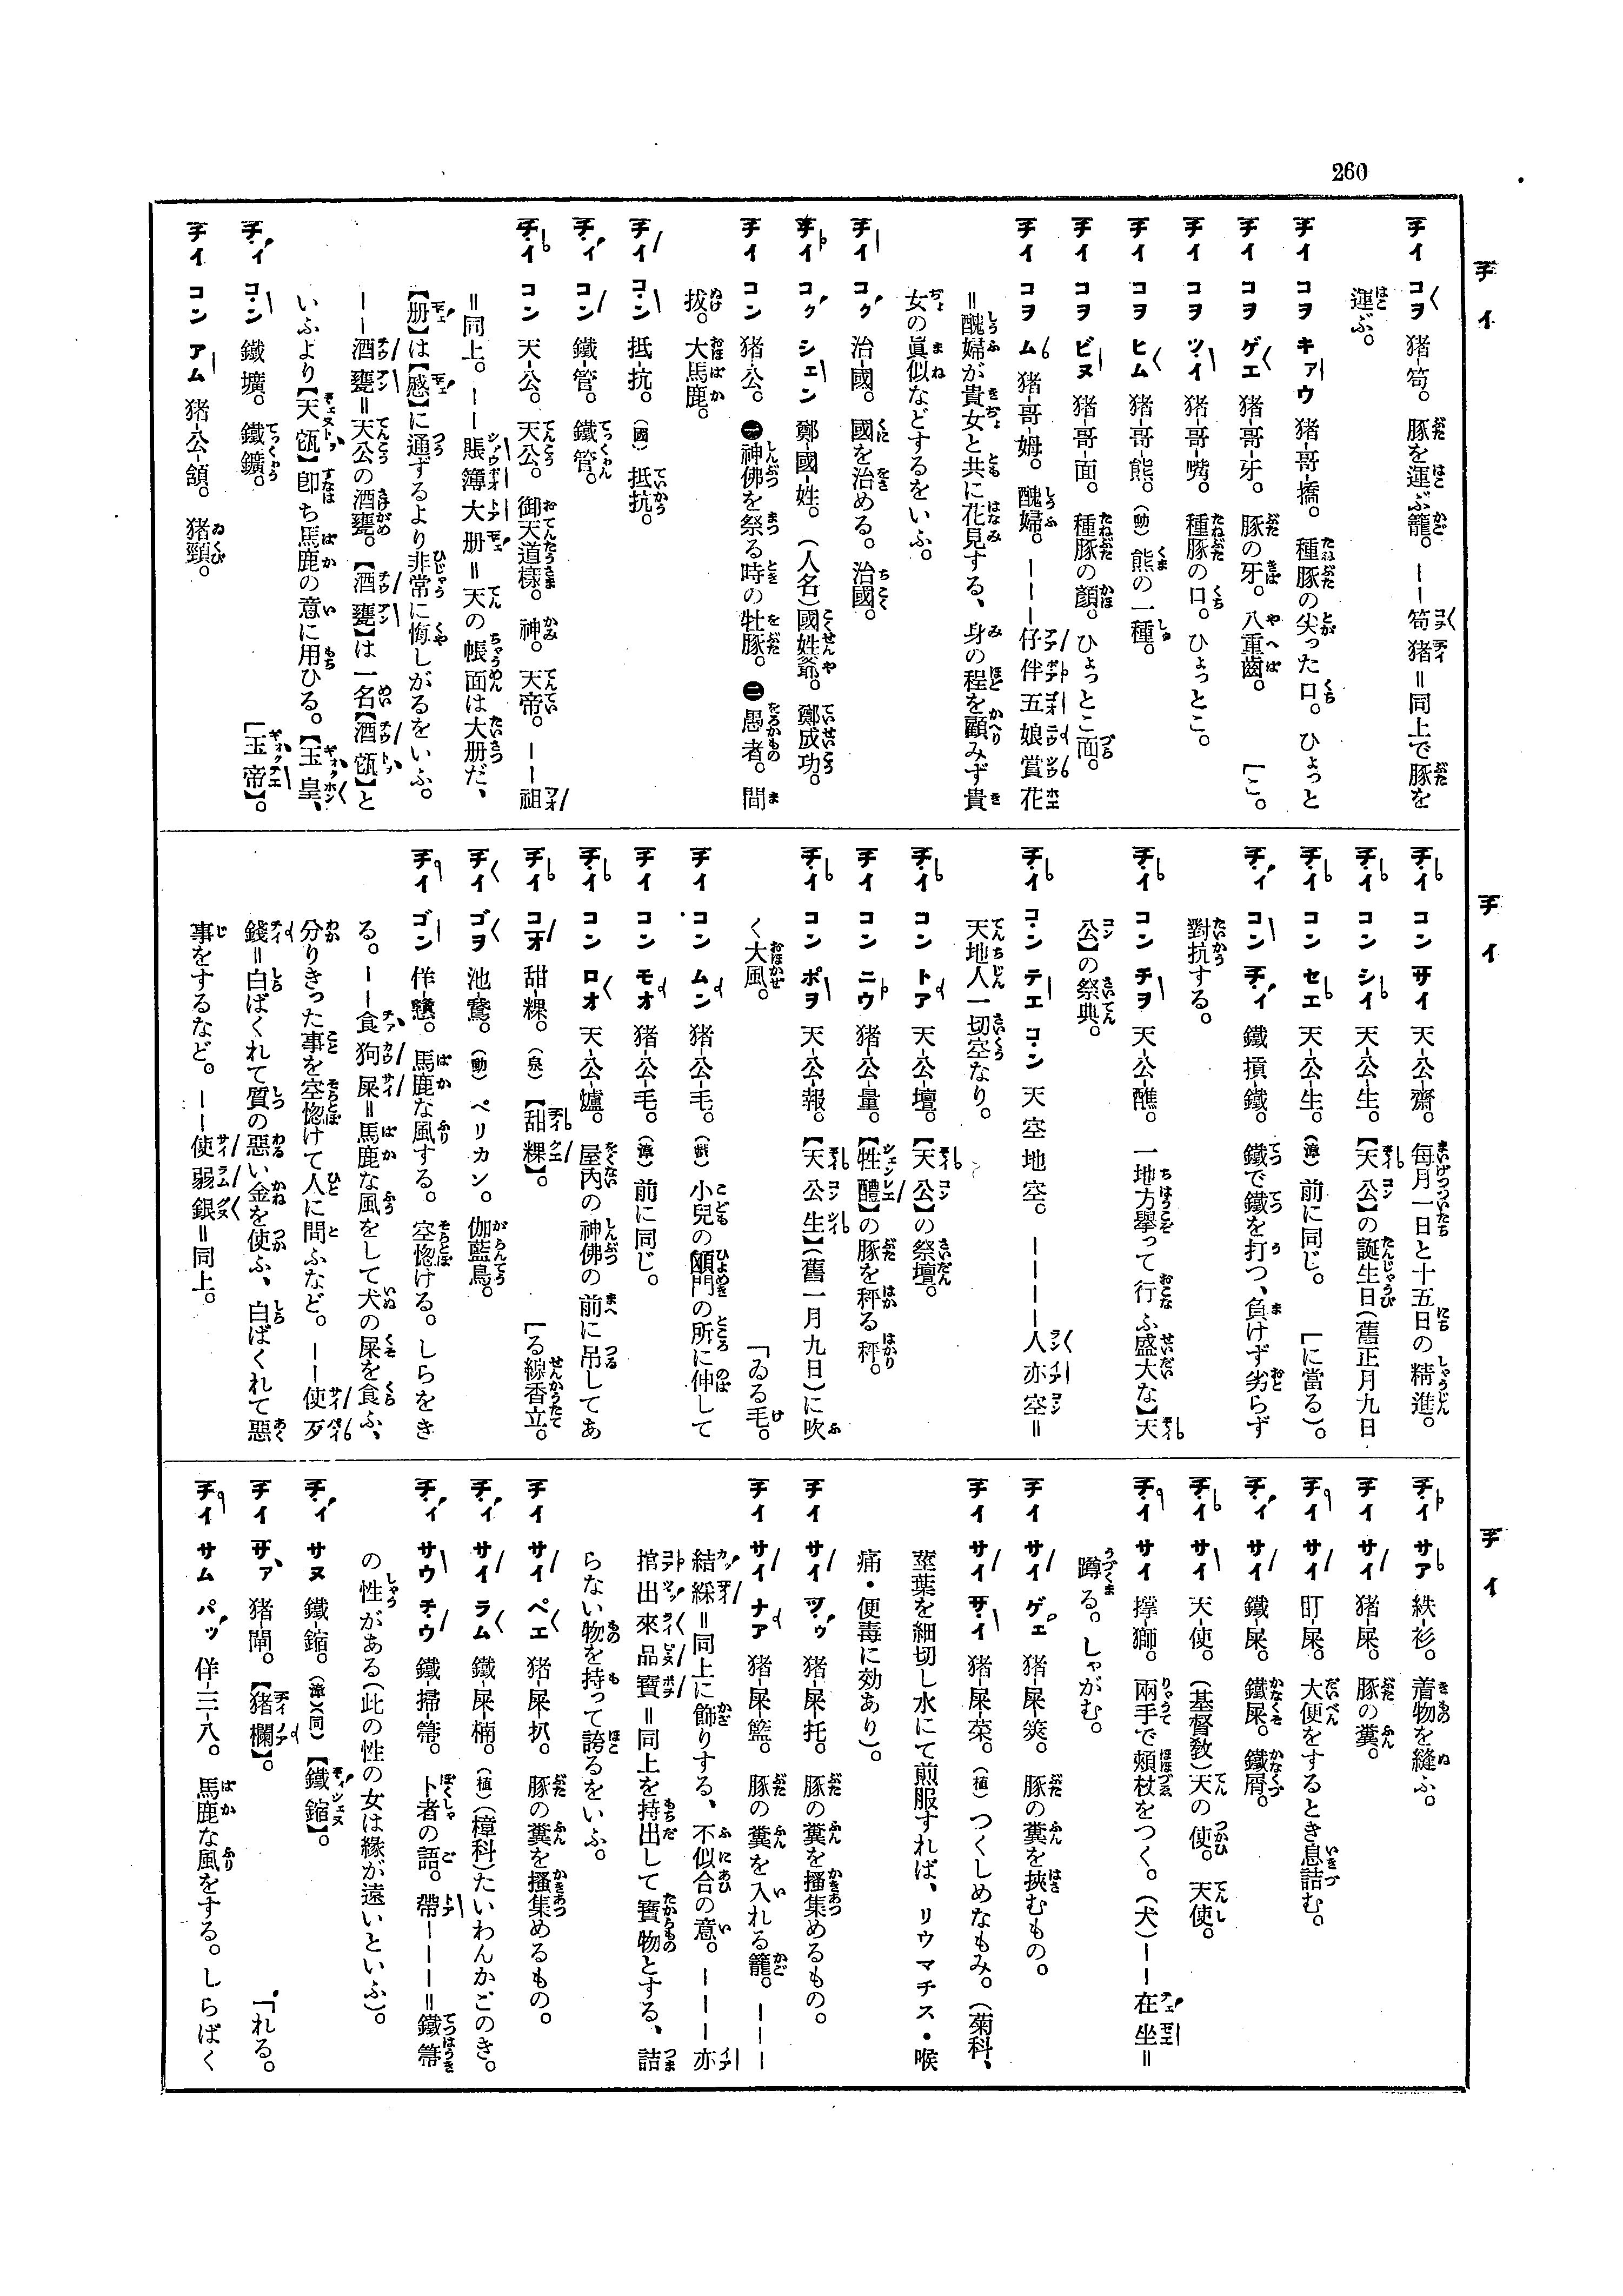 260
チイ
チイ コヲ 猪-笱。 豚を運ぶ籠。——笱猪＝同上で豚を
運ぶ。
チイ コヲ キアウ 猪-哥-撟。 種豚の尖った口。ひょっと
チイ コヲ ゲエ 猪-哥-牙。 豚の牙。八重齒。 ［こ。
チイ コヲ ツイ 猪-哥-嘴。 種豚の口。ひょっとこ。
チイ コヲ ヒム 猪-哥-熊。（動）熊の一種。
チイ コヲ ビヌ 猪-哥-面。 種豚の顏。ひょっとこ面。
チイ コヲ ム 猪-哥-姆。 醜婦。———仔伴五娘賞花
＝醜婦が貴女と共に花見する、身の程を顧みず貴
女の眞似などするをいふ。
チイ コク 治-國。 國を治める。治國。
チイ コク シエン 鄭-國-姓。（人名）國姓爺。鄭成功。
チイ コン 猪-公。 ㊀神佛を祭る時の牡豚。 ㊁愚者。間
拔。大馬鹿。
チイ コン 抵-抗。（國）抵抗。
チイ コン 鐵-管。 鐵管。
チイ コン 天-公。 天公。御天道樣。神。天帝。——祖
＝同上。——賬簿大册＝天の帳面は大册だ、
【册】は【慼】に通ずるより非常に悔しがるをいふ。
——酒甕＝天公の酒甕。【酒甕】は一名【酒瓳】と
いふより【天瓳】卽ち馬鹿の意に用ひる。【玉皇、
チイ コン 鐵-壙。 鐵鑛。 ［玉帝】。
チイ コン アム 猪-公-頷。 猪頸。
チイ
チイ コン サイ 天-公-齋。 每月一日と十五日の精進。
チイ コン シイ 天-公-生。 【天公】の誕生日（舊正月九日
チイ コン セエ 天-公-生。（漳）前に同じ。 ［に當る）。
チイ コン チイ 鐵-摃-鐵。 鐵で鐵を打つ、負けず劣らず
對抗する。
チイ コン チヲ 天-公-醮。 一地方擧って行ふ盛大な】天
公】の祭典。
チイ コン テエ コン 天空地空。————人亦空＝
天地人一切空なり。
チイ コン トア 天-公-壇。 【天公】の祭壇。
チイ コン ニウ 猪-公-量。 【牲醴】の豚を秤る秤。
チイ コン ポヲ 天-公-報。 【天公生】（舊一月九日）に吹
く大風。 ［ゐる毛。
チイ コン ムン 猪-公-毛。（戲）小兒の顖門の所に伸して
チイ コン モオ 猪-公-毛。（漳）前に同じ。
チイ コン ロオ 天-公-爐。 屋內の神佛の前に吊してあ
チイ コオ 甜-粿。（泉）【甜粿】。 ［る線香立。
チイ ゴヲ 池-鵞。（動）ペリカン。伽藍鳥。
チイ ゴン 佯-戇。 馬鹿な風する。空惚ける。しらをき
る。——食狗屎＝馬鹿な風をして犬の屎を食ふ、
分りきった事を空惚けて人に問ふなど。——使歹
錢＝白ばくれて質の惡い金を使ふ、白ばくれて惡
事をするなど。——使弱銀＝同上。
チイ
チイ サア 紩-衫。 着物を縫ふ。
チイ サイ 猪-屎。 豚の糞。
チイ サイ 盯-屎。 大便をするとき息詰む。
チイ サイ 鐵-屎。 鐵屎。鐵屑。
チイ サイ 天-使。 （基督敎）天の使。天使。
チイ サイ 撑-獅。 兩手で頰杖をつく。（犬）——在坐＝
蹲る。しゃがむ。
チイ サイ ゲエ 猪-屎-筴。 豚の糞を挾むもの。
チイ サイ サイ 猪-屎-菜。（植）つくしめなもみ。（菊科、
莖葉を細切し水にて煎服すれば、リウマチス・喉
痛・便毒に効あり）。
チイ サイ ツウ 猪-屎-托。 豚の糞を搔集めるもの。
チイ サイ ナア 猪-屎-籃。 豚の糞を入れる籠。———
結綵＝同上に飾りする、不似合の意。———亦
捾出來品寶＝同上を持出して寶物とする、詰
らない物を持って誇るをいふ。
チイ サイ ペエ 猪-屎-扒。 豚の糞を搔集めるもの。
チイ サイ ラム 鐵-屎-楠。（植）（樟科）たいわんかごのき。
チイ サウ チウ 鐵-掃-箒。 卜者の語。帶———＝鐵箒
の性がある（此の性の女は緣が遠いといふ）。
チイ サヌ 鐵-鏥。（漳）（同）【鐵鏥】。
チイ サア 猪-閘。 【猪欄】。 ［れる。
チイ サム パツ 佯-三-八。 馬鹿な風をする。しらばく